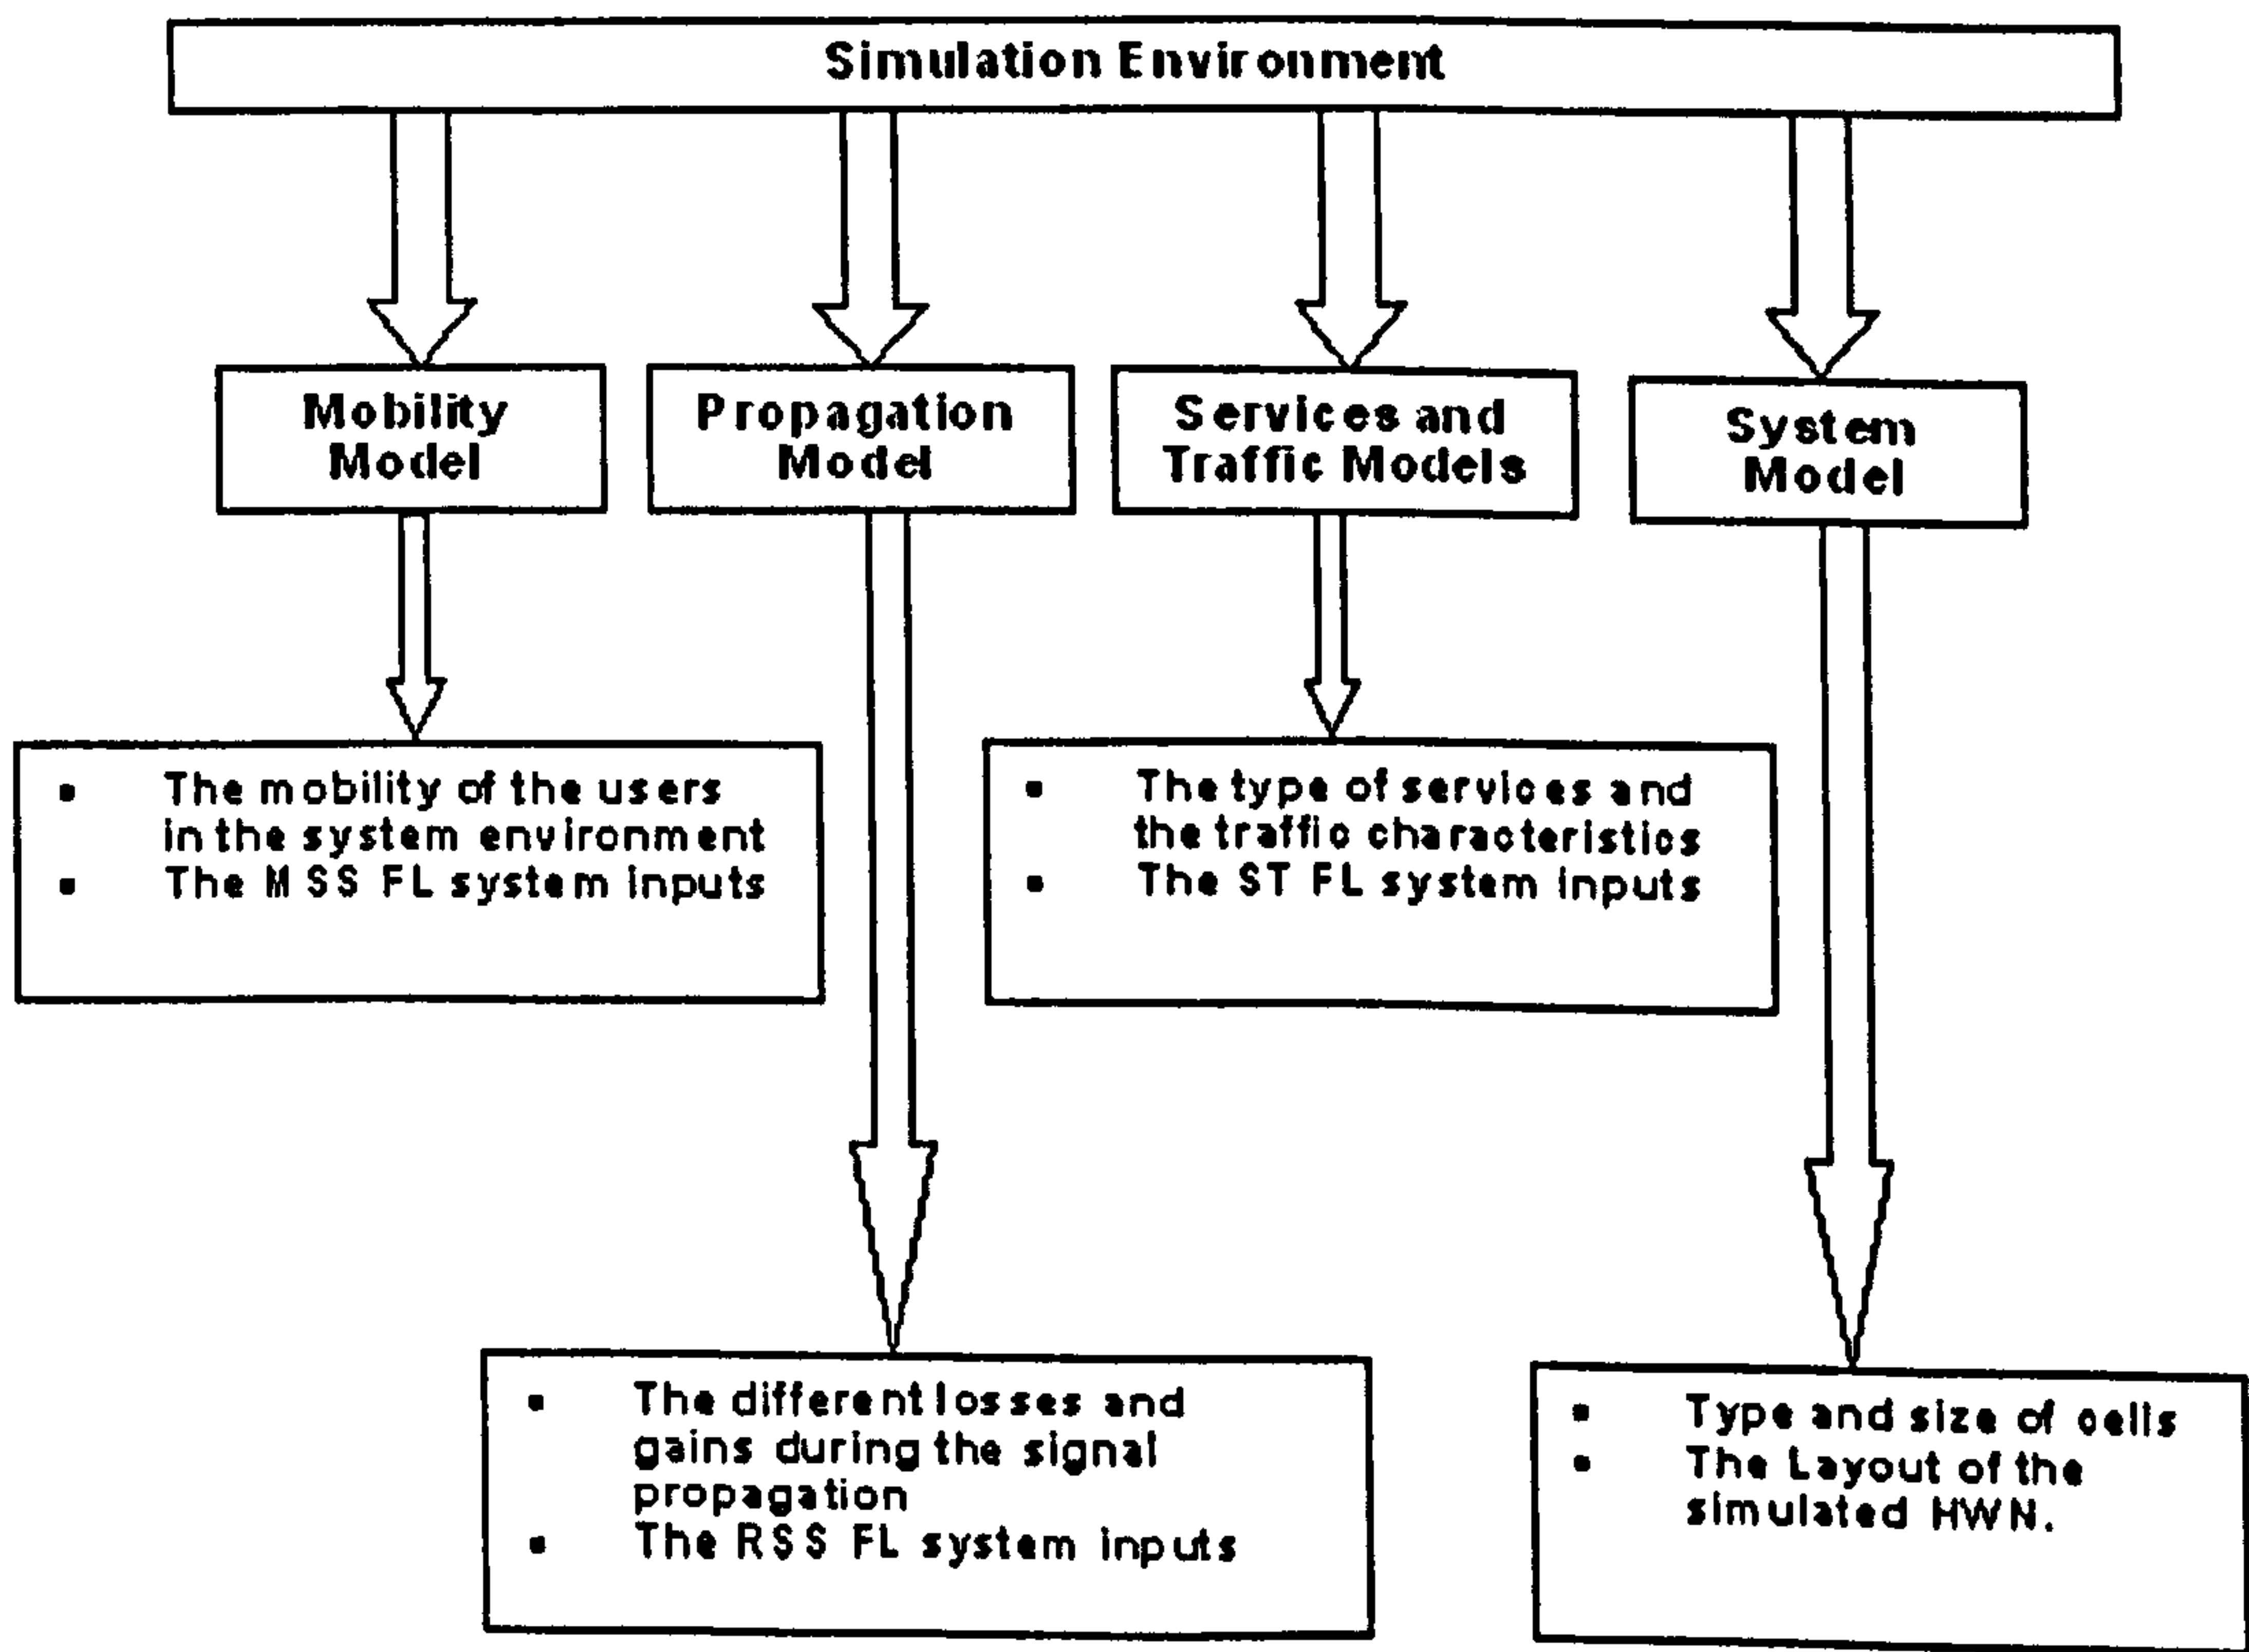 Simulation Environment
Mobility
Model
Propagation
Model
Services and
Traffic Models
System
Model
▪ The mobility of the users
in the system environment
▪ The MSS FL system inputs
▪ The type of services and
the traffic characteristics
▪ The ST FL system inputs
▪ The different losses and
gains during the signal
propagation
▪ The RSS FL system inputs
▪ Type and size of cells
▪ The Layout of the
simulated HWN.